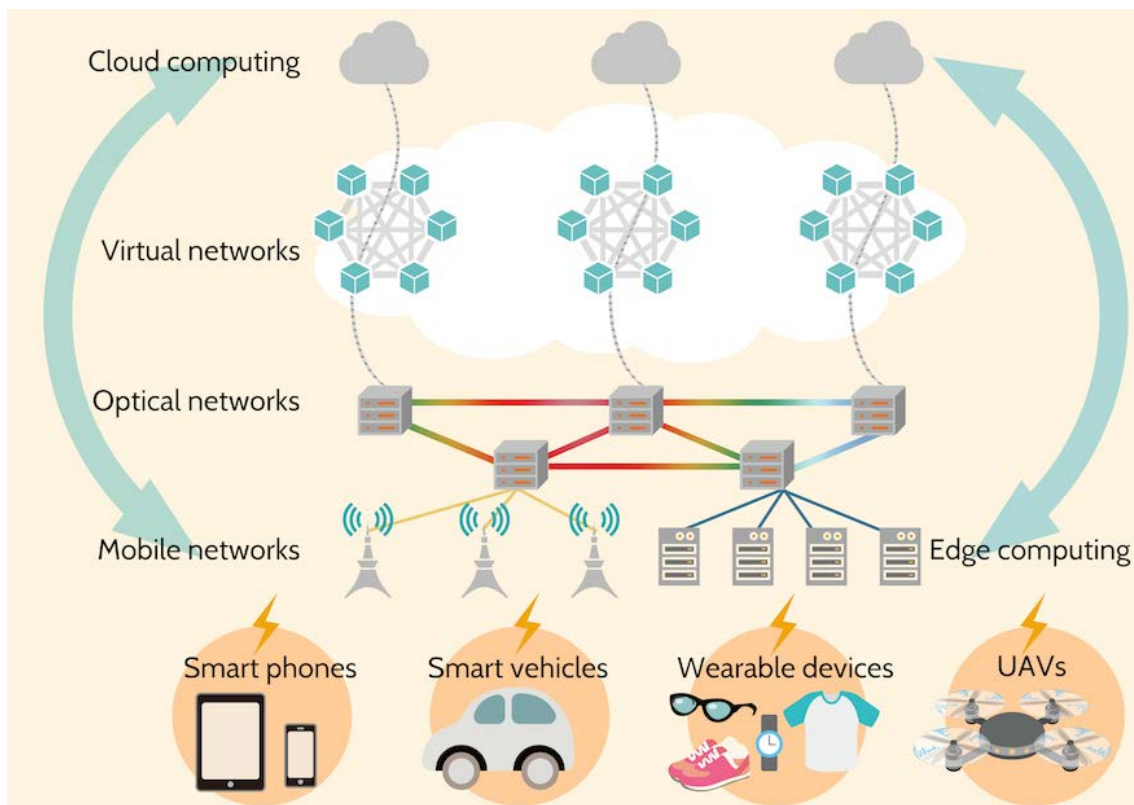 Cloud computing
Virtual networks
Optical networks
Mobile networks
Edge computing
Smart phones
Smart vehicles
Wearable devices
UAVs